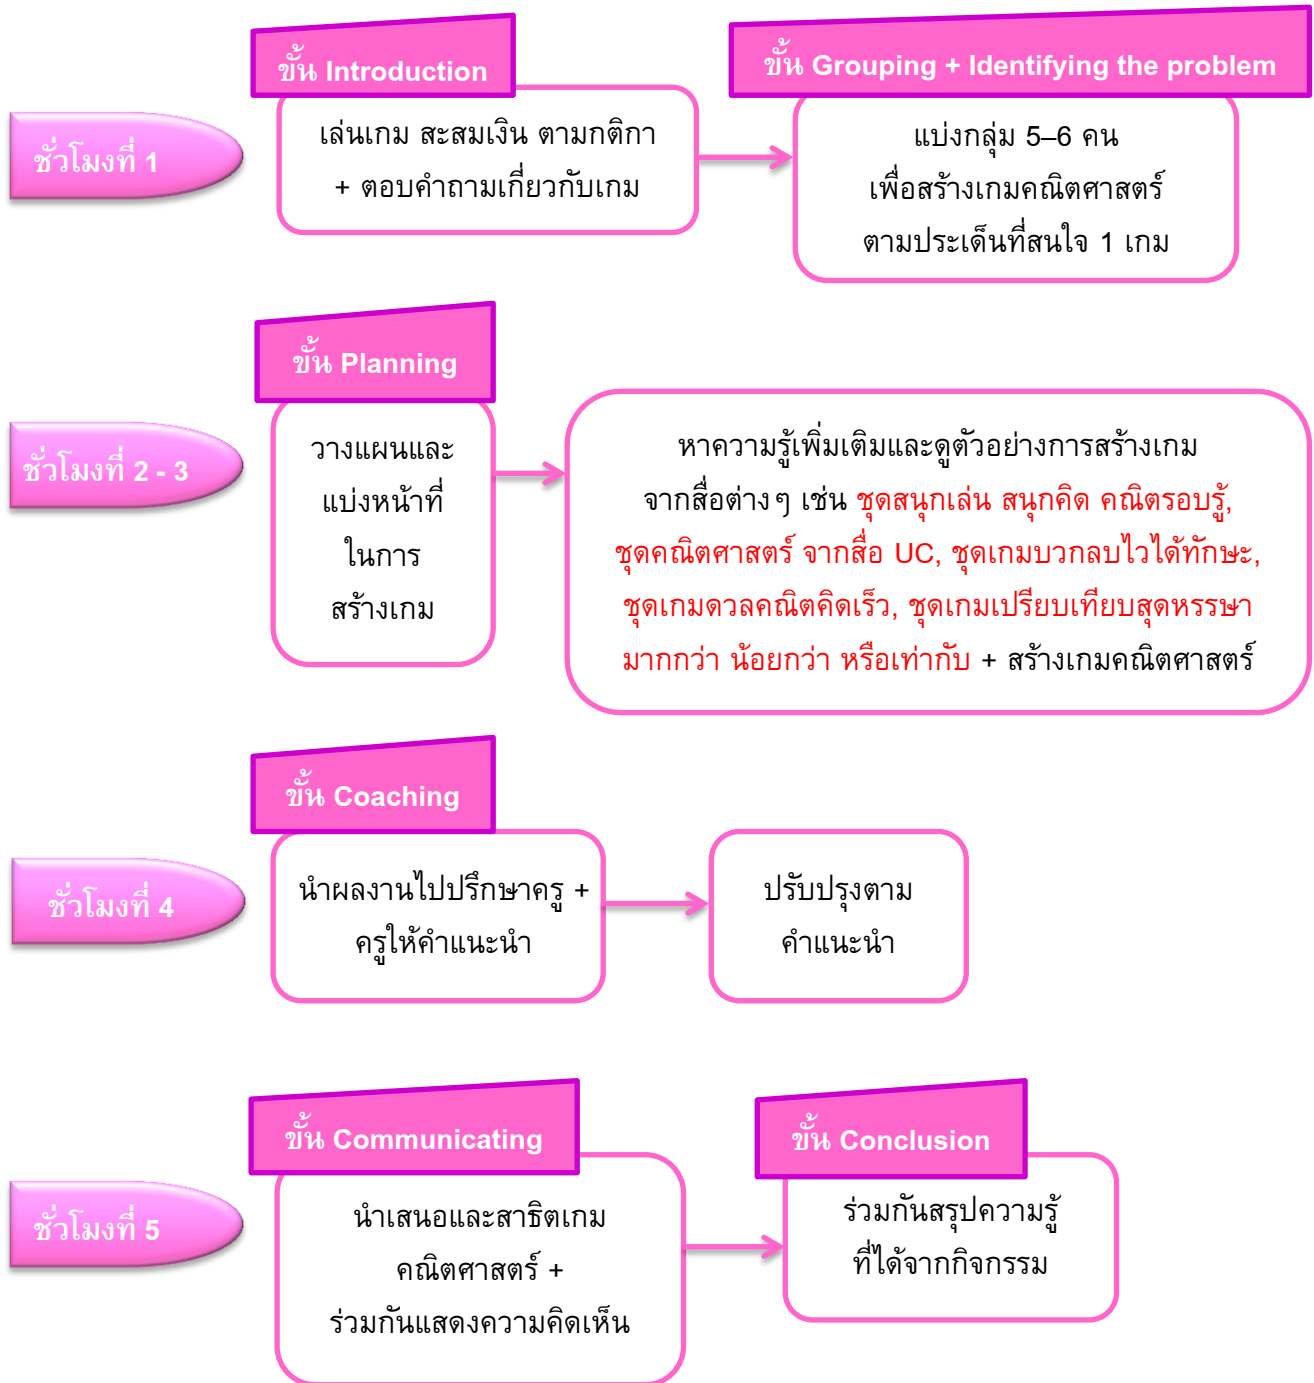 ขั้น Introduction
ขั้น Grouping + Identifying the problem
ชั่วโมงที่ 1
เล่นเกม สะสมเงิน ตามกติกา
+ ตอบคำถามเกี่ยวกับเกม
แบ่งกลุ่ม 5–6 คน
เพื่อสร้างเกมคณิตศาสตร์
ตามประเด็นที่สนใจ 1 เกม
ขั้น Planning
ชั่วโมงที่ 2 - 3
วางแผนและ
แบ่งหน้าที่
ในการ
สร้างเกม
หาความรู้เพิ่มเติมและดูตัวอย่างการสร้างเกม
จากสื่อต่างๆ เช่น ชุดสนุกเล่น สนุกคิด คณิตรอบรู้,
ชุดคณิตศาสตร์ จากสื่อ UC, ชุดเกมบวกลบไวได้ทักษะ,
ชุดเกมดวลคณิตคิดเร็ว, ชุดเกมเปรียบเทียบสุดหรรษา
มากกว่า น้อยกว่า หรือเท่ากับ + สร้างเกมคณิตศาสตร์
ขั้น Coaching
ชั่วโมงที่ 4
นำผลงานไปปรึกษาครู +
ครูให้คำแนะนำ
ปรับปรุงตาม
คำแนะนำ
ขั้น Communicating
ขั้น Conclusion
ชั่วโมงที่ 5
นำเสนอและสาธิตเกม
คณิตศาสตร์ +
ร่วมกันแสดงความคิดเห็น
ร่วมกันสรุปความรู้
ที่ได้จากกิจกรรม